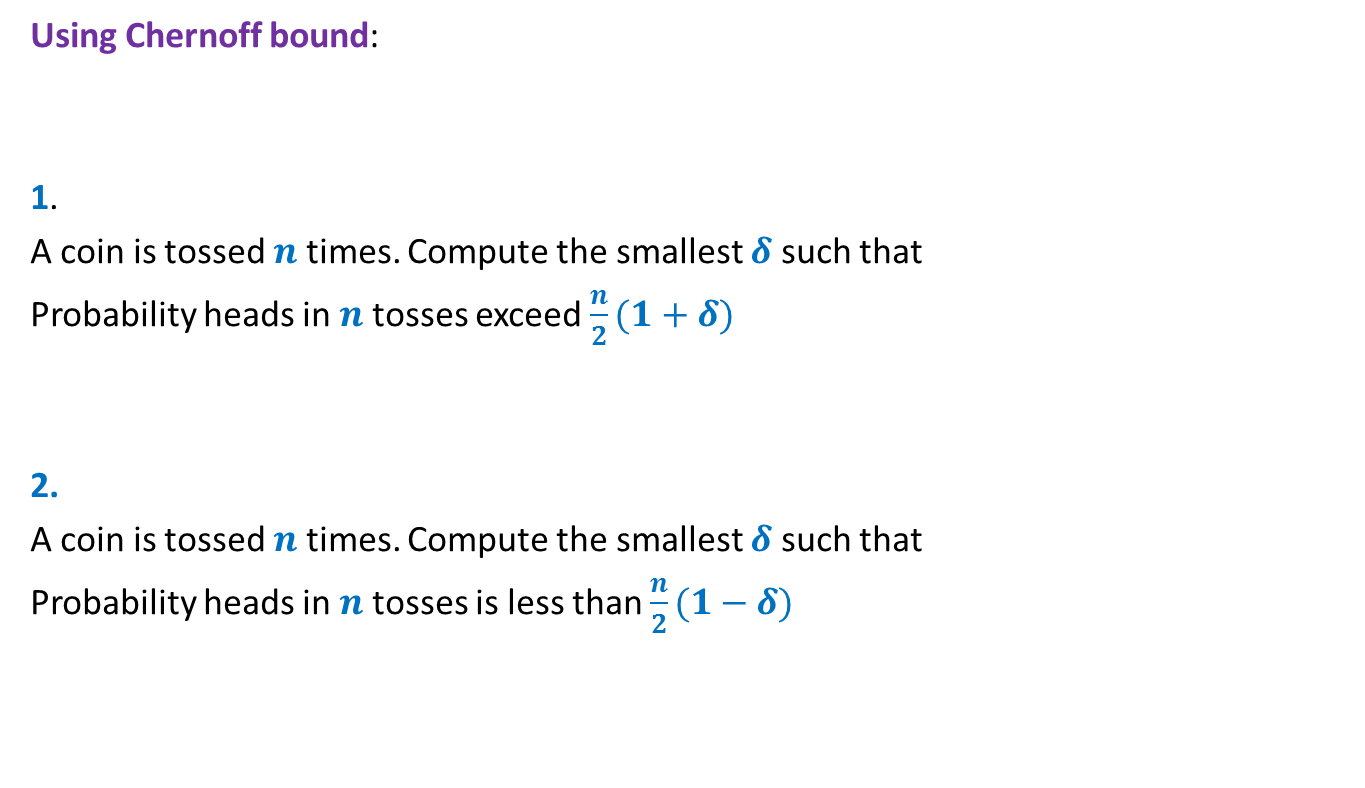 Using Chernoff bound:
1.
A coin is tossed n times. Compute the smallest δ such that
Probability heads in n tosses exceed n/2 (1 + δ)
2.
A coin is tossed n times. Compute the smallest δ such that
Probability heads in n tosses is less than n/2 (1 − δ)